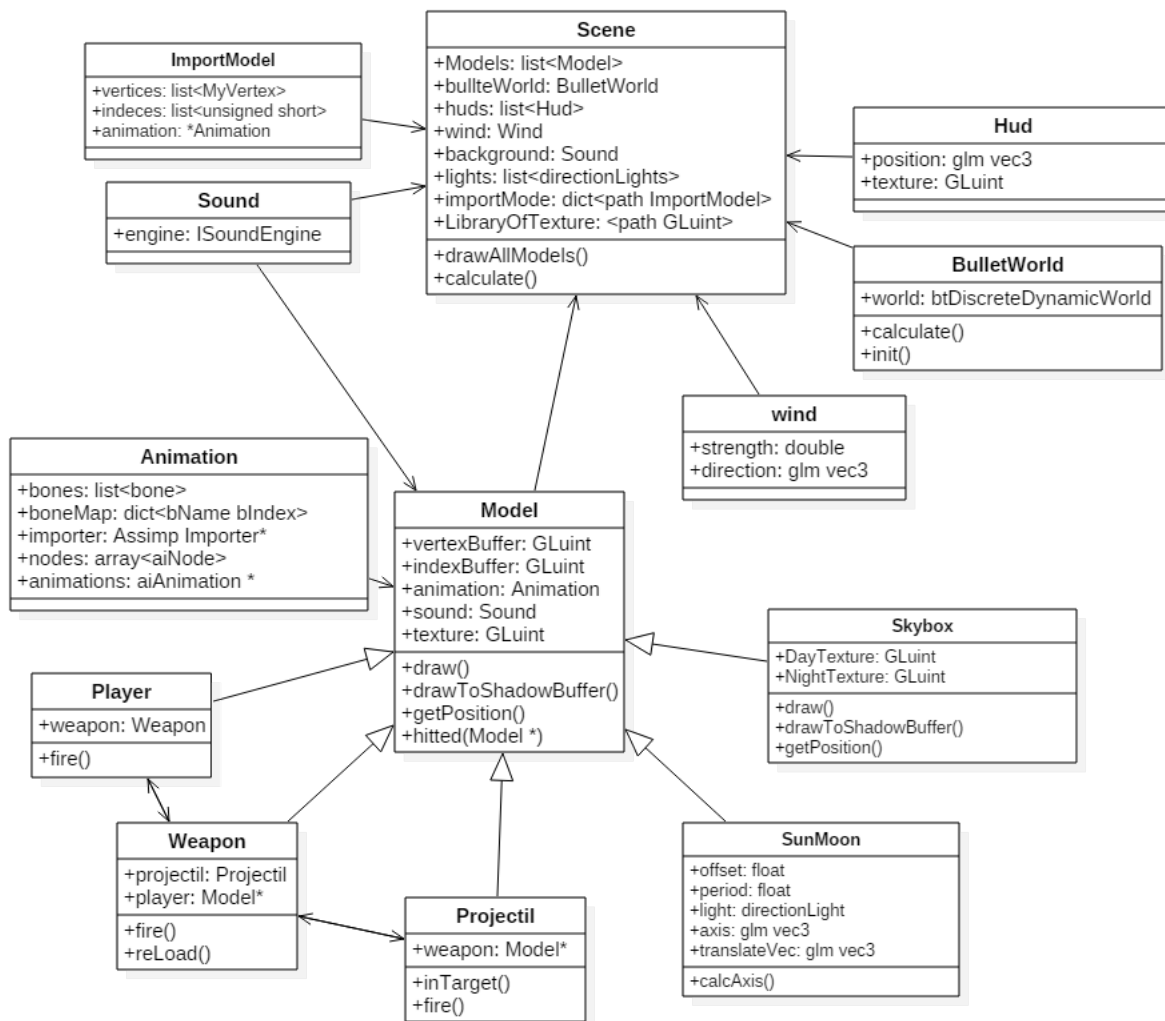 Scene
+Models: list<Model>
+bullteWorld: BulletWorld
+huds: list<Hud>
+wind: Wind
+background: Sound
+lights: list<directionLights>
+importMode: dict<path ImportModel>
+LibraryOfTexture: <path GLuint>
+drawAllModels()
+calculate()
ImportModel
+vertices: list<MyVertex>
+indeces: list<unsigned short>
+animation: *Animation
Sound
+engine: ISoundEngine
Hud
+position: glm vec3
+texture: GLuint
BulletWorld
+world: btDiscreteDynamicWorld
+calculate()
+init()
wind
+strength: double
+direction: glm vec3
Animation
+bones: list<bone>
+boneMap: dict<bName bIndex>
+importer: Assimp Importer*
+nodes: array<aiNode>
+animations: aiAnimation *
Model
+vertexBuffer: GLuint
+indexBuffer: GLuint
+animation: Animation
+sound: Sound
+texture: GLuint
+draw()
+drawToShadowBuffer()
+getPosition()
+hitted(Model *)
Skybox
+DayTexture: GLuint
+NightTexture: GLuint
+draw()
+drawToShadowBuffer()
+getPosition()
Player
+weapon: Weapon
+fire()
Weapon
+projectil: Projectil
+player: Model*
+fire()
+reLoad()
Projectil
+weapon: Model*
+inTarget()
+fire()
SunMoon
+offset: float
+period: float
+light: directionLight
+axis: glm vec3
+translateVec: glm vec3
+calcAxis()